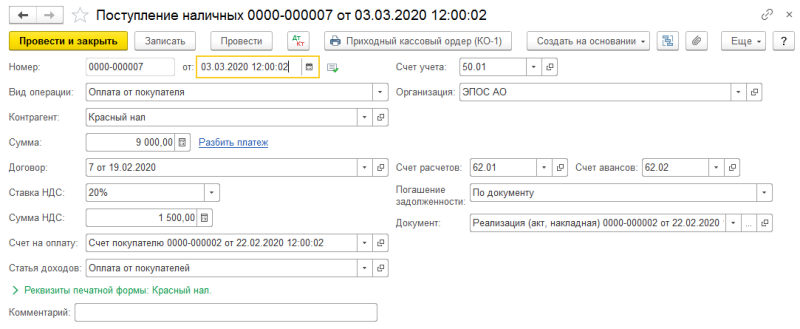 Поступление наличных 0000-000007 от 03.03.2020 12:00:02
Провести и закрыть Записать Провести Дт Кт Приходный кассовый ордер (КО-1) Создать на основании Еще ?
Номер: 0000-000007 от: 03.03.2020 12:00:02 Счет учета: 50.01
Вид операции: Оплата от покупателя Организация: ЭПОС АО
Контрагент: Красный нал
Сумма: 9 000,00 Разбить платеж
Договор: 7 от 19.02.2020 Счет расчетов: 62.01 Счет авансов: 62.02
Ставка НДС: 20% Погашение задолженности: По документу
Сумма НДС: 1 500,00 Документ: Реализация (акт, накладная) 0000-000002 от 22.02.2020 ...
Счет на оплату: Счет покупателю 0000-000002 от 22.02.2020 12:00:02
Статья доходов: Оплата от покупателей
Реквизиты печатной формы: Красный нал.
Комментарий: